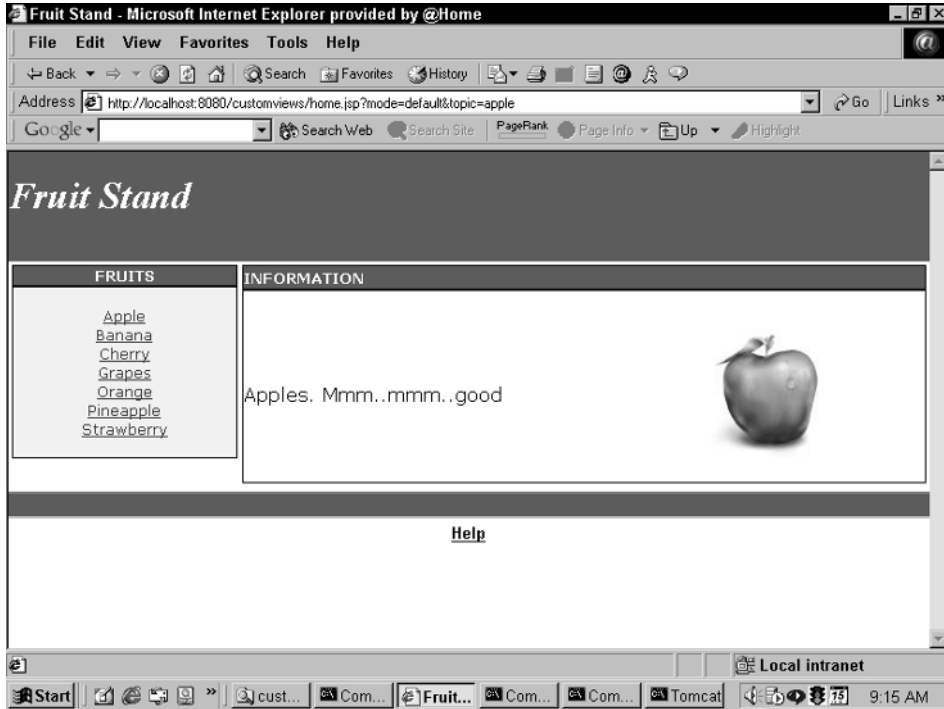 Fruit Stand - Microsoft Internet Explorer provided by @Home
File Edit View Favorites Tools Help
Back Search Favorites History
Address http://localhost:8080/customviews/home.jsp?mode=default&topic=apple Go Links »
Google Search Web Search Site PageRank Page Info Up Highlight
Fruit Stand
FRUITS
Apple
Banana
Cherry
Grapes
Orange
Pineapple
Strawberry
INFORMATION
Apples. Mmm..mmm..good
Help
Local intranet
Start » cust... Com... Fruit... Com... Com... Tomcat 15 9:15 AM